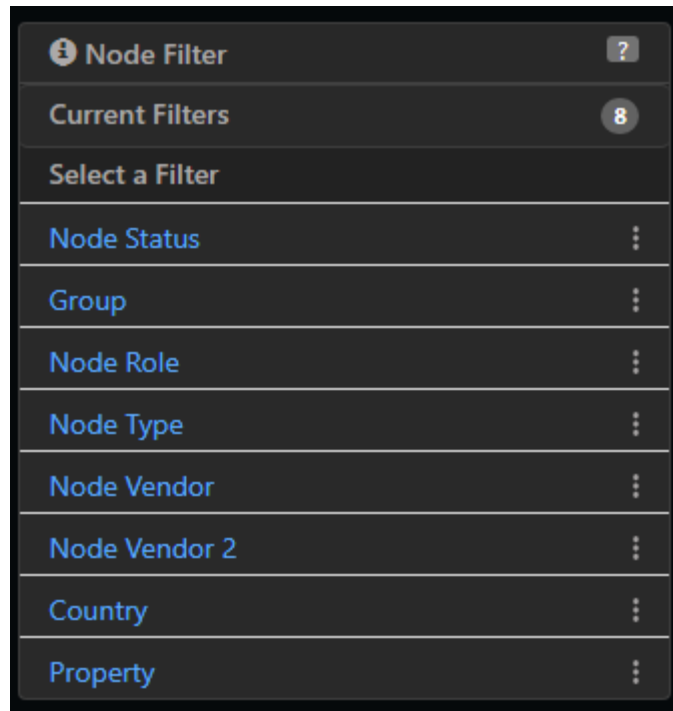 Node Filter ?
Current Filters 8
Select a Filter
Node Status
Group
Node Role
Node Type
Node Vendor
Node Vendor 2
Country
Property